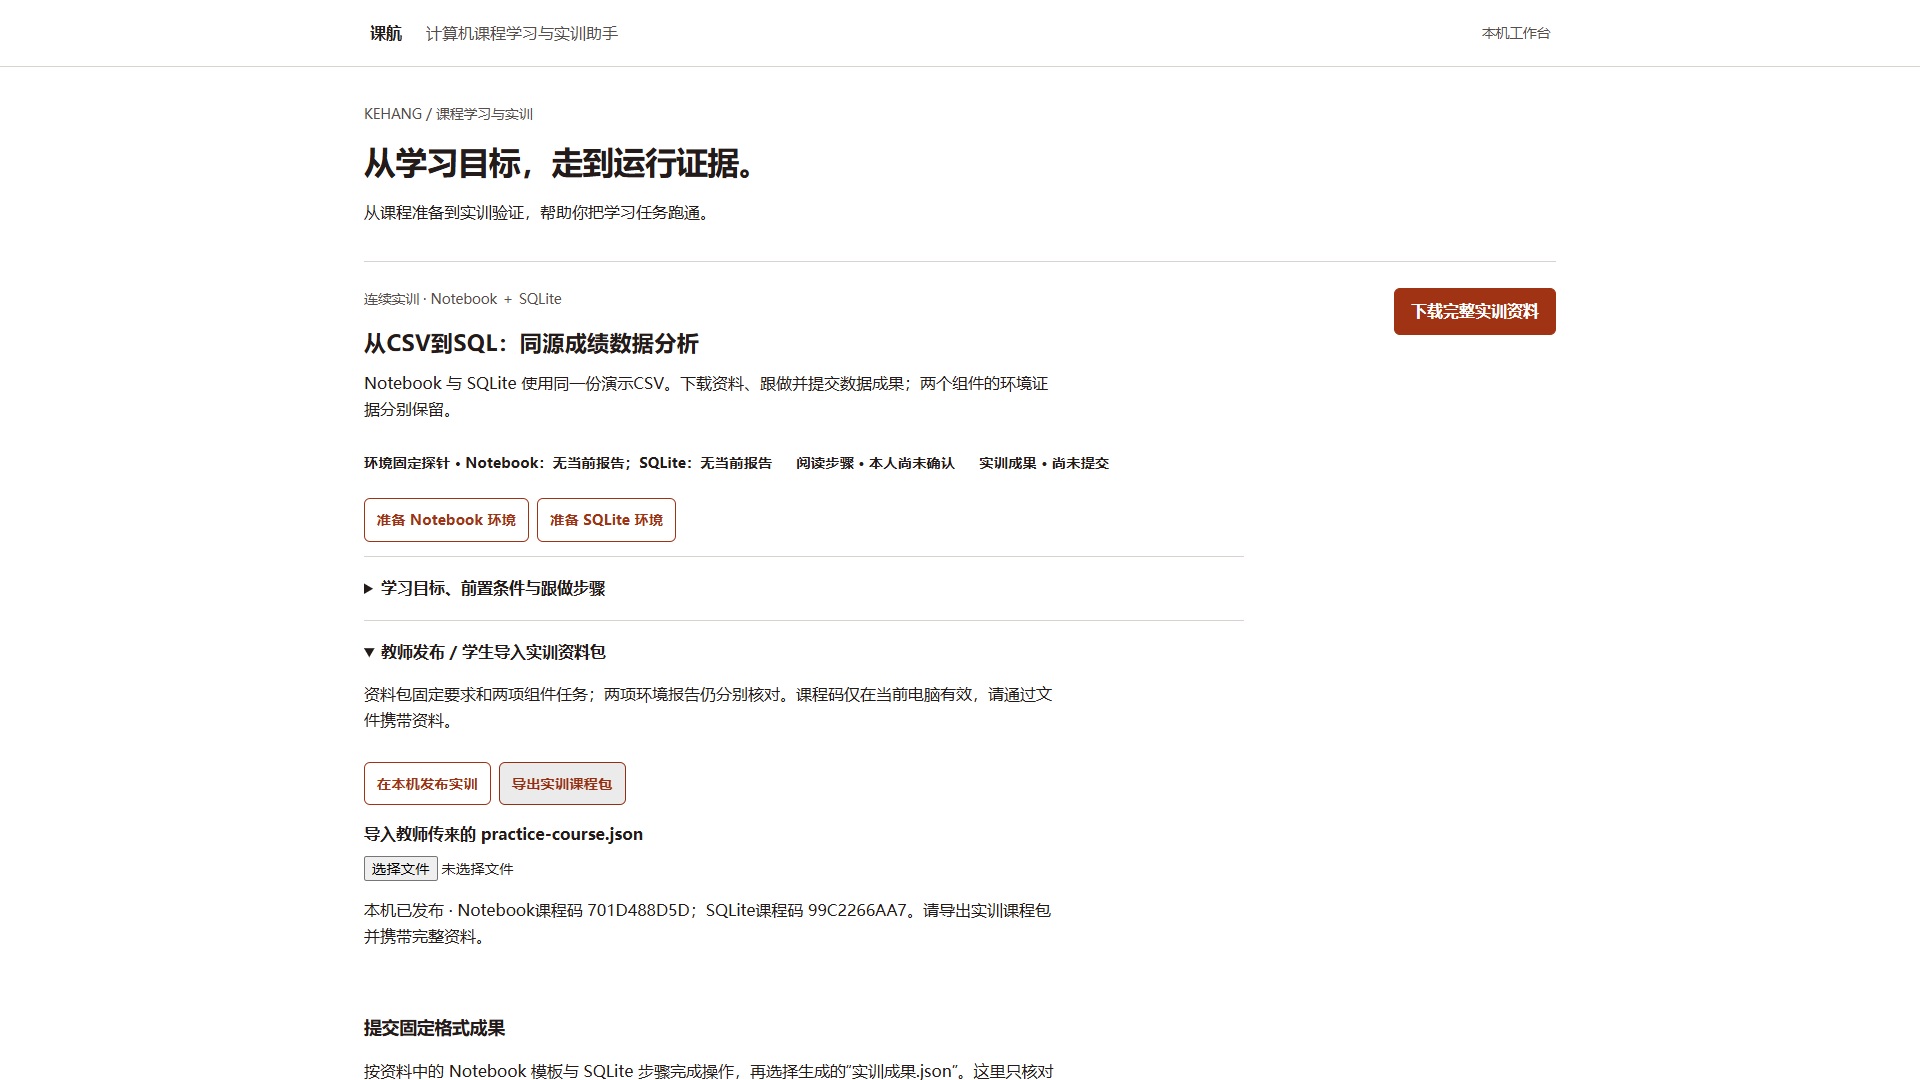 课航 计算机课程学习与实训助手 本机工作台
KEHANG / 课程学习与实训
从学习目标，走到运行证据。
从课程准备到实训验证，帮助你把学习任务跑通。
连续实训 · Notebook + SQLite
下载完整实训资料
从CSV到SQL：同源成绩数据分析
Notebook 与 SQLite 使用同一份演示CSV。下载资料、跟做并提交数据成果；两个组件的环境证
据分别保留。
环境固定探针 • Notebook：无当前报告；SQLite：无当前报告 阅读步骤 • 本人尚未确认 实训成果 • 尚未提交
准备 Notebook 环境 准备 SQLite 环境
▶ 学习目标、前置条件与跟做步骤
▼ 教师发布 / 学生导入实训资料包
资料包固定要求和两项组件任务；两项环境报告仍分别核对。课程码仅在当前电脑有效，请通过文
件携带资料。
在本机发布实训 导出实训课程包
导入教师传来的 practice-course.json
选择文件 未选择文件
本机已发布 · Notebook课程码 701D488D5D；SQLite课程码 99C2266AA7。请导出实训课程包
并携带完整资料。
提交固定格式成果
按资料中的 Notebook 模板与 SQLite 步骤完成操作，再选择生成的“实训成果.json”。这里只核对